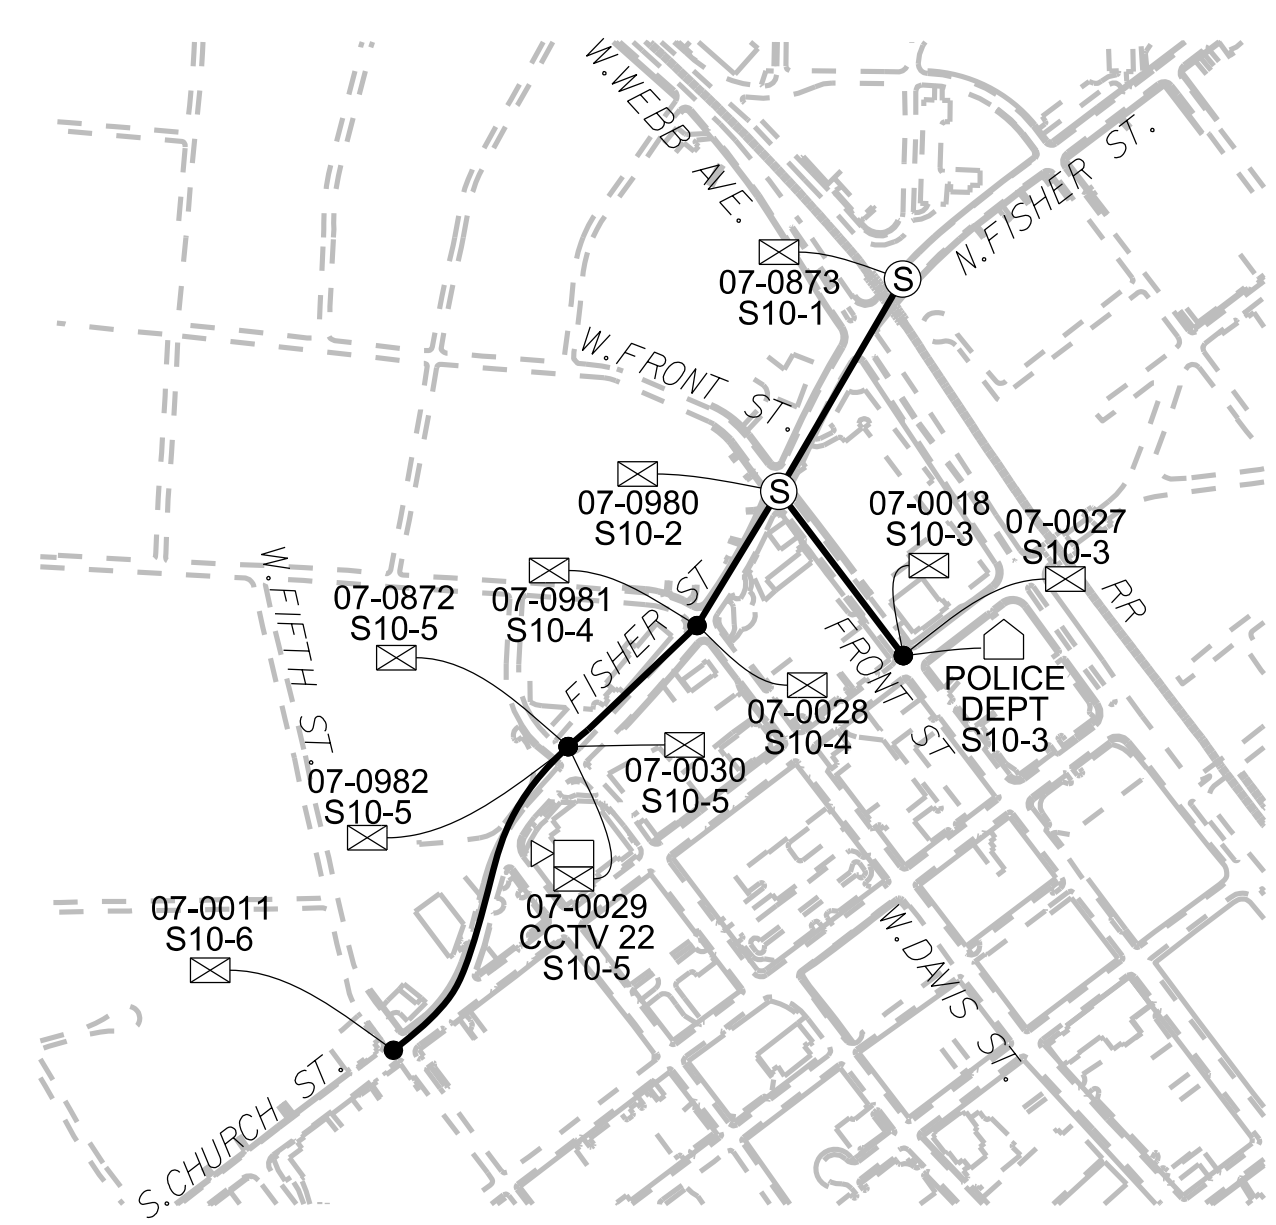 W.WEBB AVE.
N.FISHER ST.
S
07-0873
S10-1
W.FRONT ST.
S
07-0980
S10-2
07-0018
S10-3
07-0027
S10-3
RR
W.FIFTH ST.
07-0872
S10-5
07-0981
S10-4
FISHER ST
FRONT ST
POLICE
DEPT
S10-3
07-0028
S10-4
07-0982
S10-5
07-0030
S10-5
07-0011
S10-6
07-0029
CCTV 22
S10-5
W.DAVIS ST.
S.CHURCH ST.